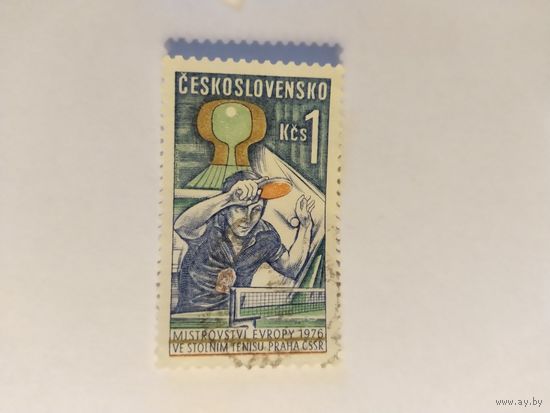 ČESKOSLOVENSKO
Kčs 1
MISTROVSTVÍ EVROPY 1976
VE STOLNÍM TENISU PRAHA ČSSR
www.ay.by